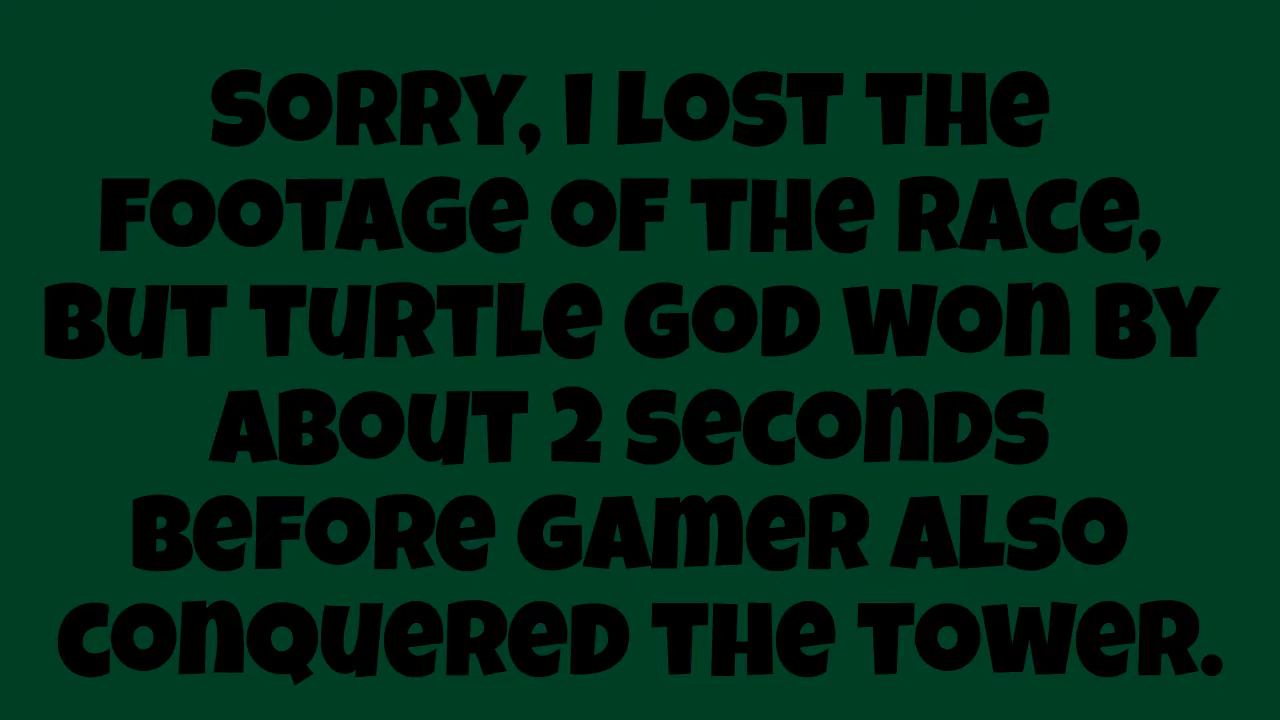 SORRY, I LOST THE
FOOTAGE OF THE RACE,
BUT TURTLE GOD WON BY
ABOUT 2 SECONDS
BEFORE GAMER ALSO
CONQUERED THE TOWER.